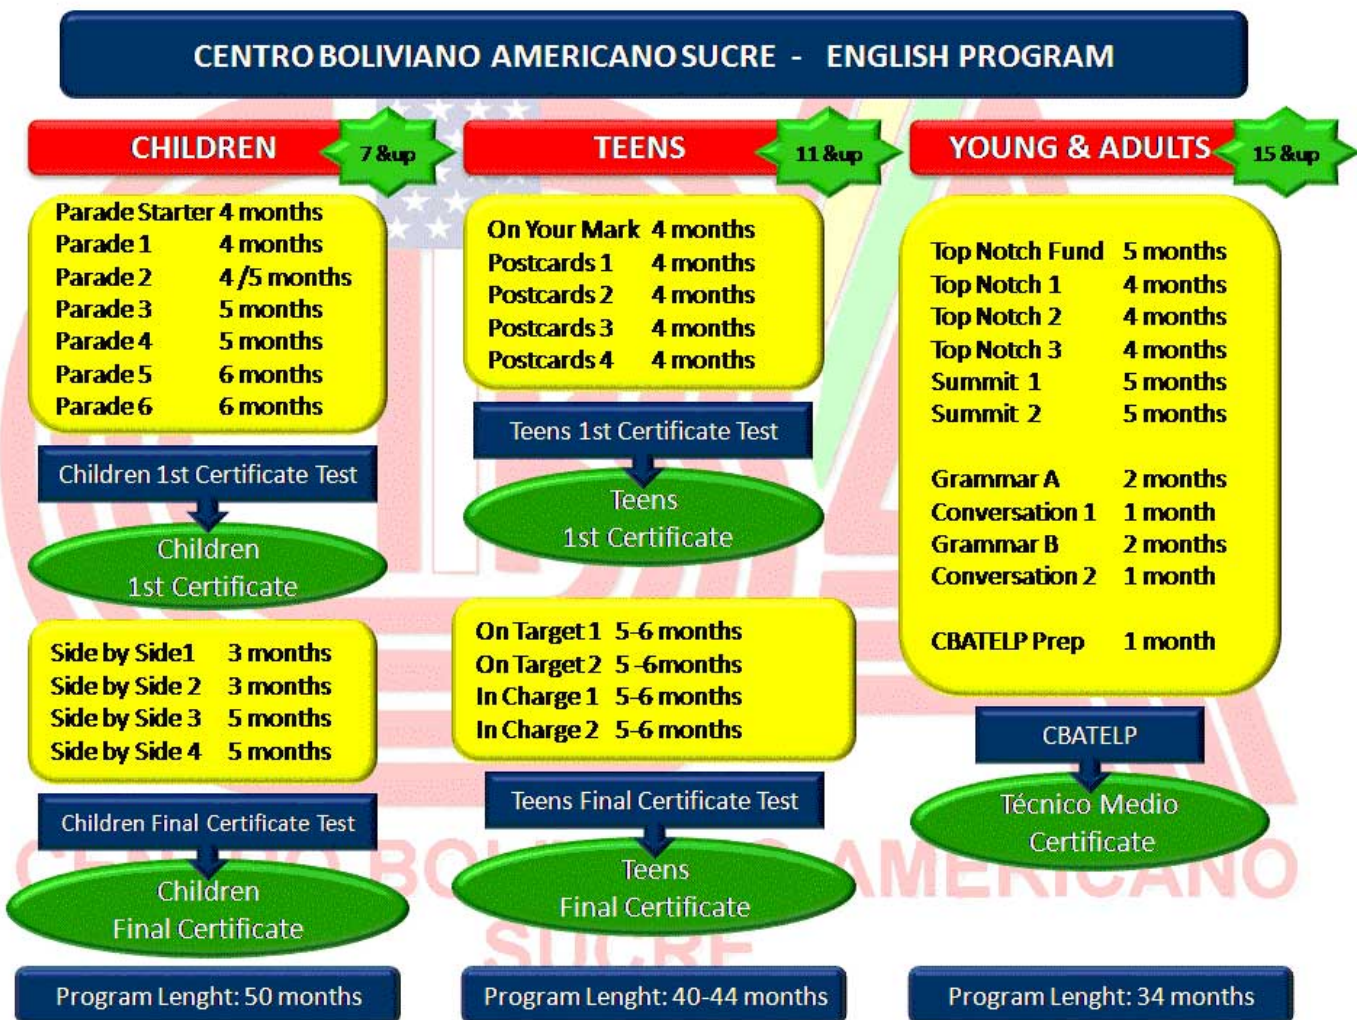 CENTRO BOLIVIANO AMERICANO SUCRE - ENGLISH PROGRAM
CHILDREN
7 &up
Parade Starter 4 months
Parade 1 4 months
Parade 2 4 /5 months
Parade 3 5 months
Parade 4 5 months
Parade 5 6 months
Parade 6 6 months
Children 1st Certificate Test
Children
1st Certificate
Side by Side1 3 months
Side by Side 2 3 months
Side by Side 3 5 months
Side by Side 4 5 months
Children Final Certificate Test
Children
Final Certificate
Program Lenght: 50 months
TEENS
11 &up
On Your Mark 4 months
Postcards 1 4 months
Postcards 2 4 months
Postcards 3 4 months
Postcards 4 4 months
Teens 1st Certificate Test
Teens
1st Certificate
On Target 1 5-6 months
On Target 2 5 -6months
In Charge 1 5-6 months
In Charge 2 5-6 months
Teens Final Certificate Test
Teens
Final Certificate
Program Lenght: 40-44 months
YOUNG & ADULTS
15 &up
Top Notch Fund 5 months
Top Notch 1 4 months
Top Notch 2 4 months
Top Notch 3 4 months
Summit 1 5 months
Summit 2 5 months
Grammar A 2 months
Conversation 1 1 month
Grammar B 2 months
Conversation 2 1 month
CBATELP Prep 1 month
CBATELP
Técnico Medio
Certificate
Program Lenght: 34 months
CENTRO BOLIVIANO AMERICANO
SUCRE